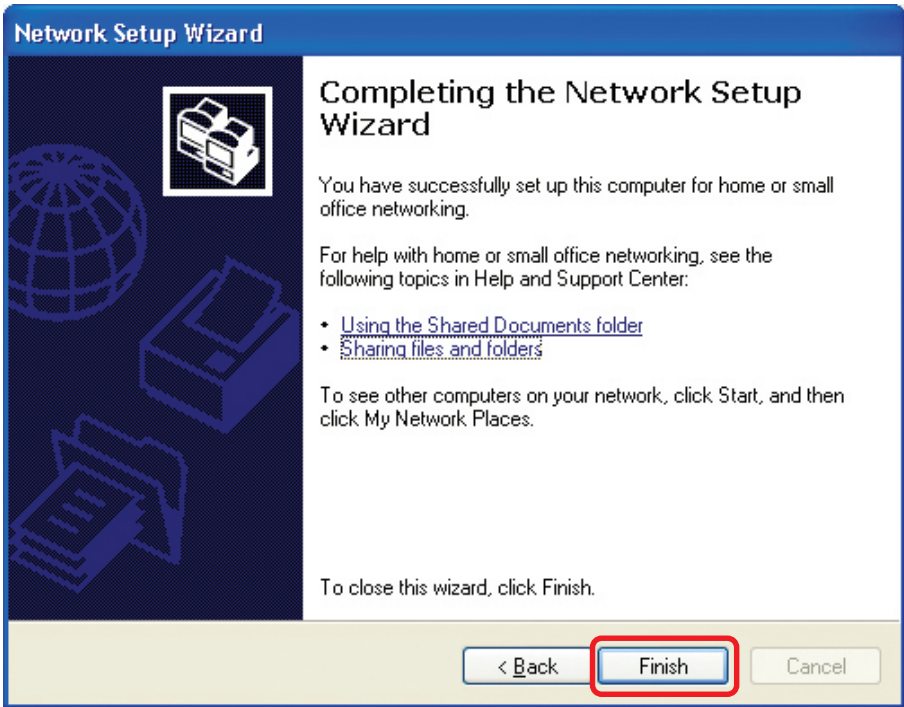 Network Setup Wizard
Completing the Network Setup
Wizard
You have successfully set up this computer for home or small
office networking.
For help with home or small office networking, see the
following topics in Help and Support Center:
• Using the Shared Documents folder
• Sharing files and folders
To see other computers on your network, click Start, and then
click My Network Places.
To close this wizard, click Finish.
< Back Finish Cancel